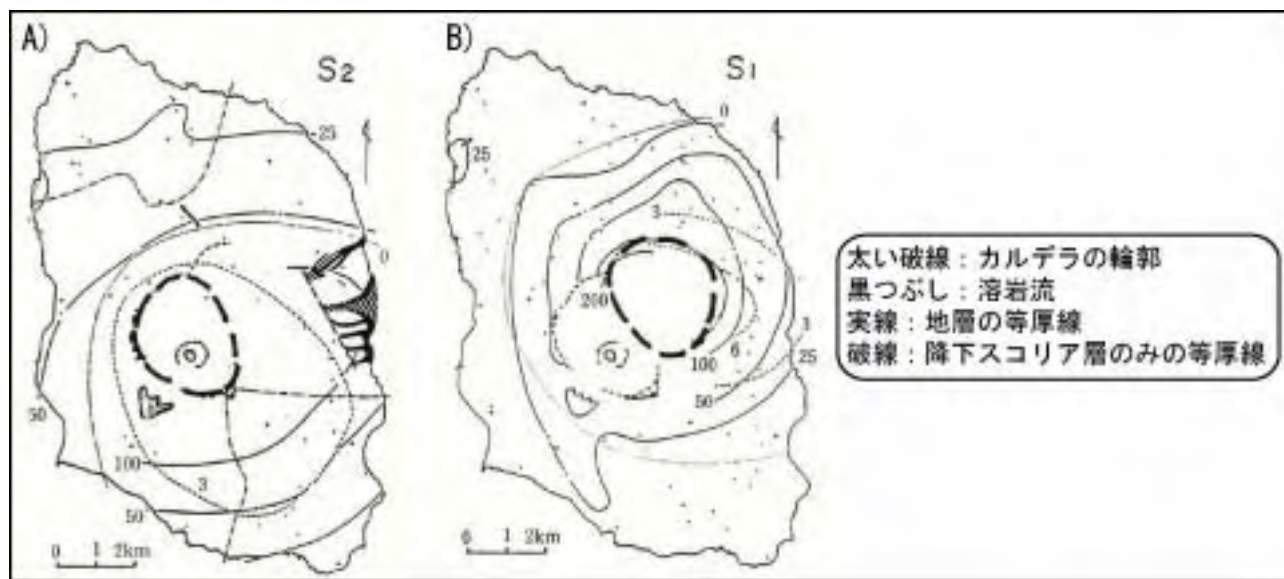 A)
S2
25
0
50
100
3
50
0 1 2km
B)
S1
0
25
3
200
1
6
100
25
50
0 1 2km
太い破線：カルデラの輪郭
黒つぶし：溶岩流
実線：地層の等厚線
破線：降下スコリア層のみの等厚線